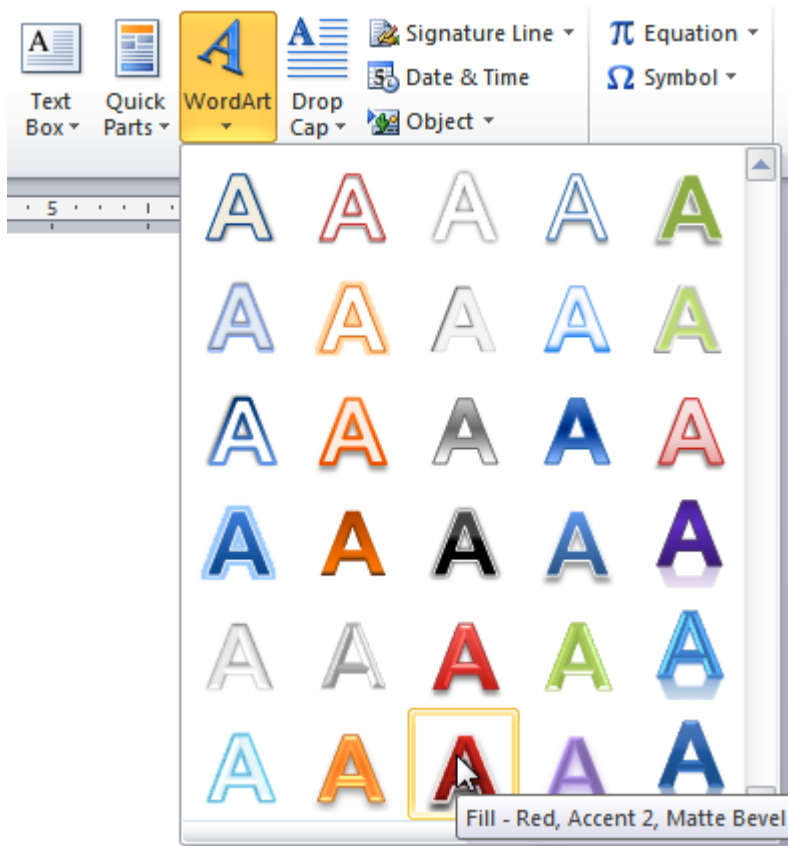 A
Text Box
Quick Parts
A
WordArt
A
Drop Cap
Signature Line
5 Date & Time
Object
π Equation
Ω Symbol
5
A A A A A
A A A A A
A A A A A
A A A A A
A A A A A
A A A A A
Fill - Red, Accent 2, Matte Bevel